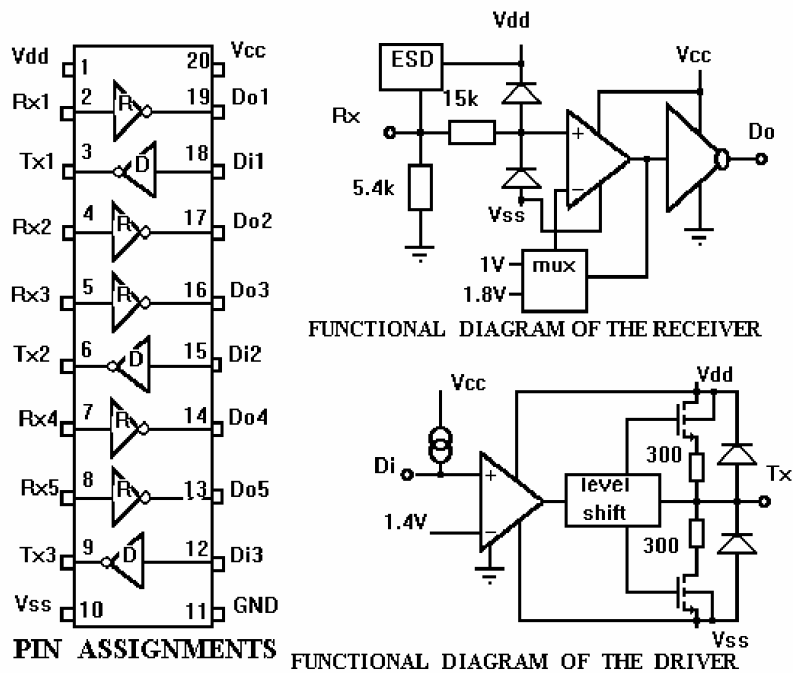 Vdd 1 20 Vcc
Rx1 2 R 19 Do1
Tx1 3 D 18 Di1
Rx2 4 R 17 Do2
Rx3 5 R 16 Do3
Tx2 6 D 15 Di2
Rx4 7 R 14 Do4
Rx5 8 R 13 Do5
Tx3 9 D 12 Di3
Vss 10 11 GND
PIN ASSIGNMENTS
Vdd
ESD
Vcc
15k
Rx
+
Do
5.4k
−
Vss
1V
mux
1.8V
FUNCTIONAL DIAGRAM OF THE RECEIVER
Vdd
Vcc
300
Di
+
Tx
level
shift
1.4V
−
300
Vss
FUNCTIONAL DIAGRAM OF THE DRIVER